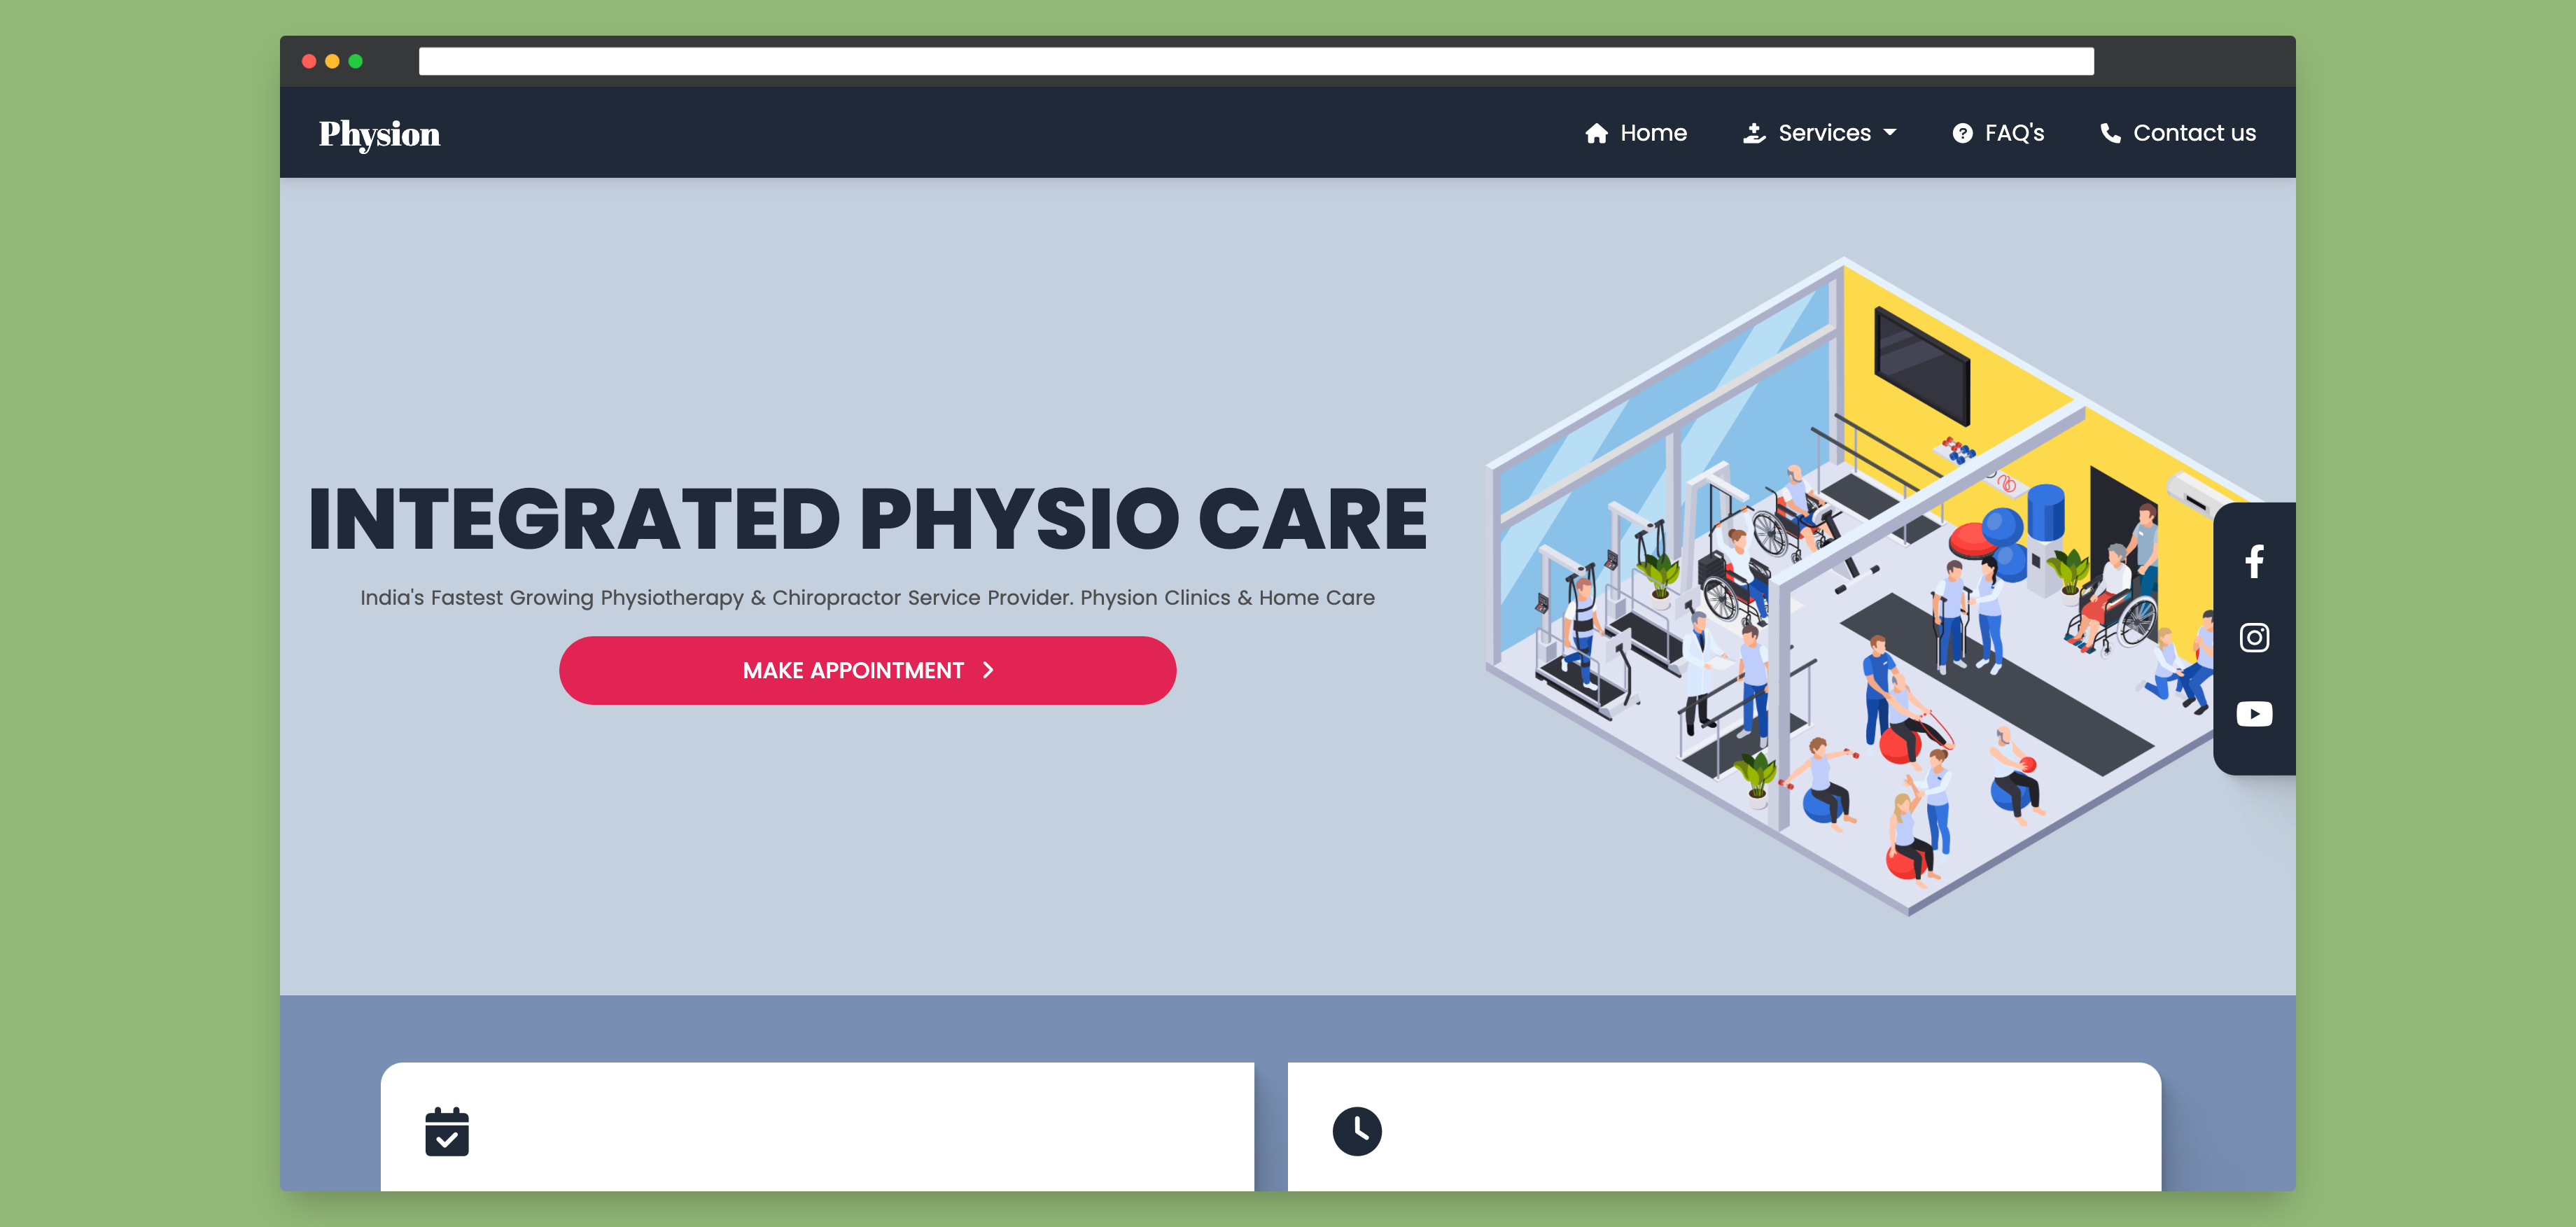 Physion
Home
Services
FAQ's
Contact us
INTEGRATED PHYSIO CARE
India's Fastest Growing Physiotherapy & Chiropractor Service Provider. Physion Clinics & Home Care
MAKE APPOINTMENT